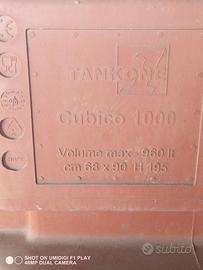 TANKONE
Cubico 1000
Volume max -960 lt
cm 68 x 90 H 195
SHOT ON UMIDIGI F1 PLAY
48MP DUAL CAMERA
subito